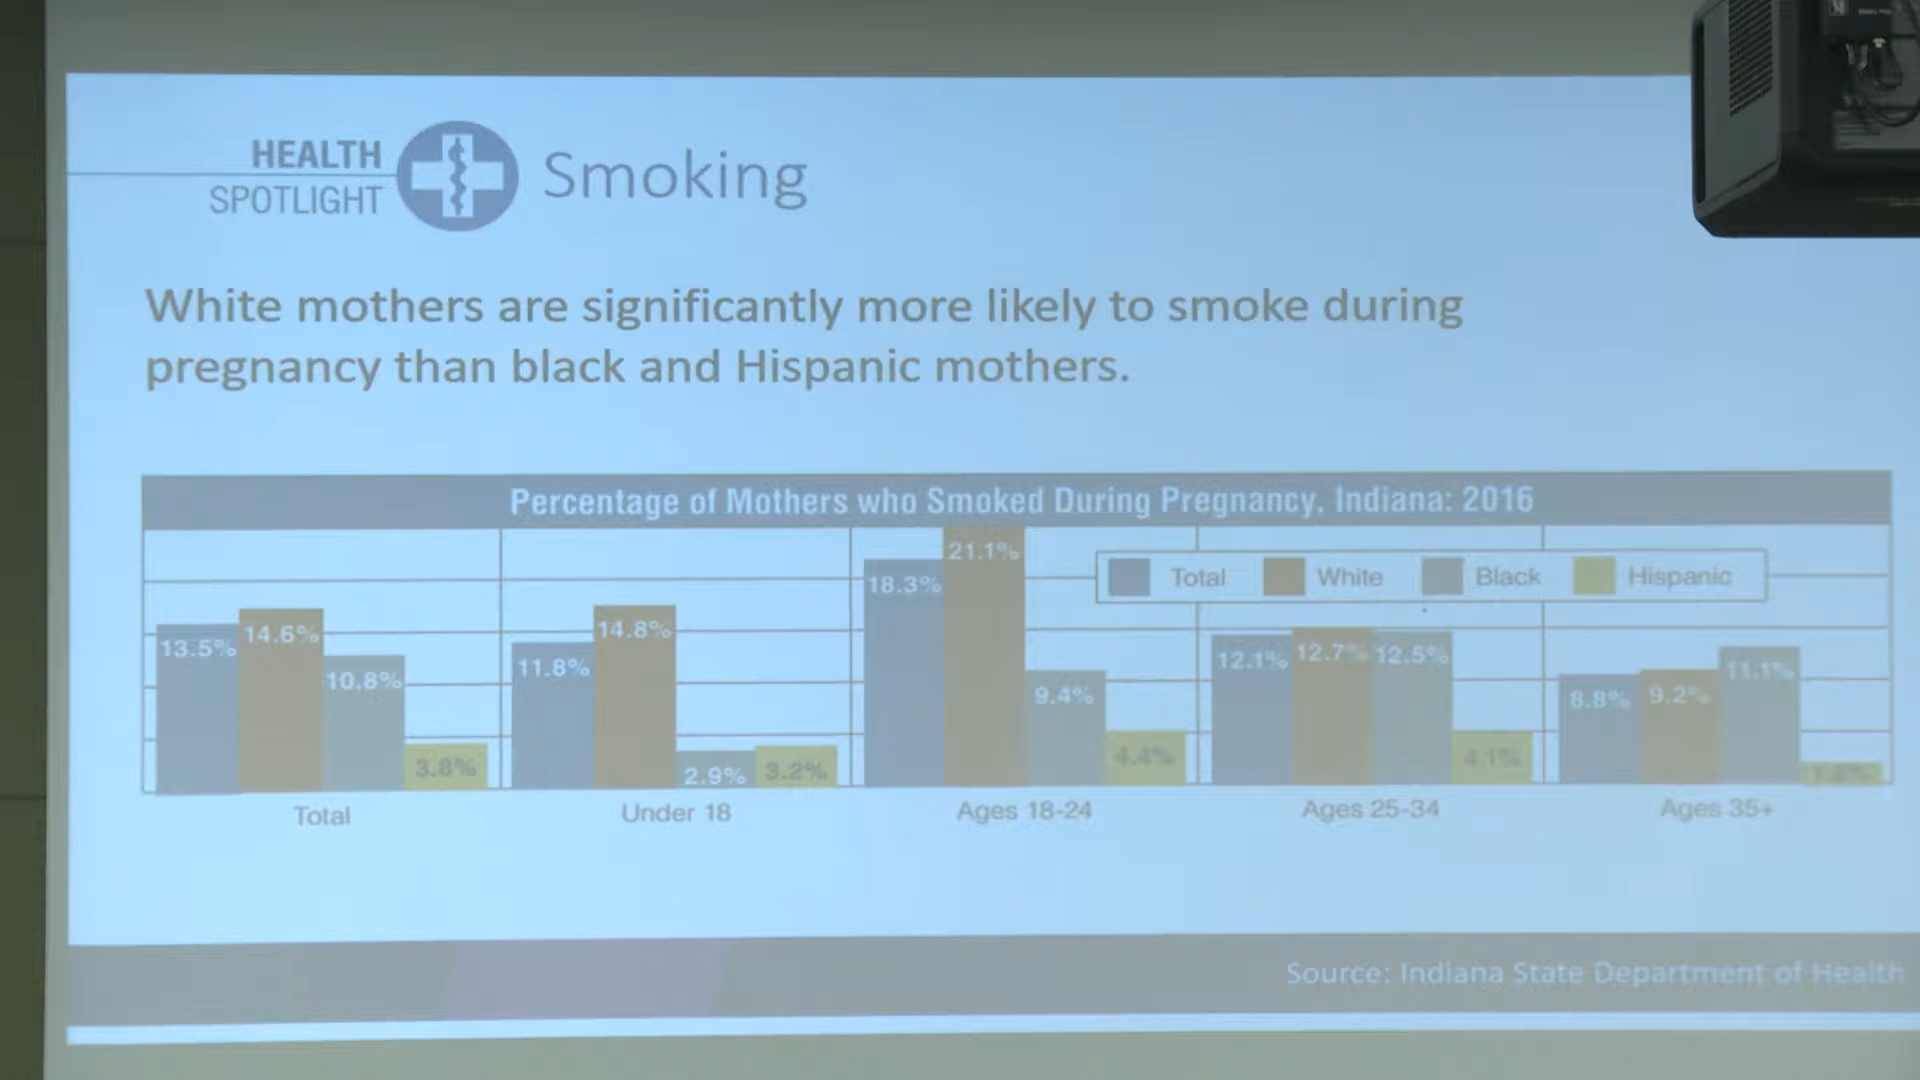 HEALTH
SPOTLIGHT
Smoking
White mothers are significantly more likely to smoke during
pregnancy than black and Hispanic mothers.
Percentage of Mothers who Smoked During Pregnancy, Indiana: 2016
Total White Black Hispanic
13.5% 14.6% 10.8% 3.8%
11.8% 14.8% 2.9% 3.2%
18.3% 21.1% 9.4% 4.4%
12.1% 12.7% 12.5% 4.1%
8.8% 9.2% 11.1%
Total Under 18 Ages 18-24 Ages 25-34 Ages 35+
Source: Indiana State Department of Health